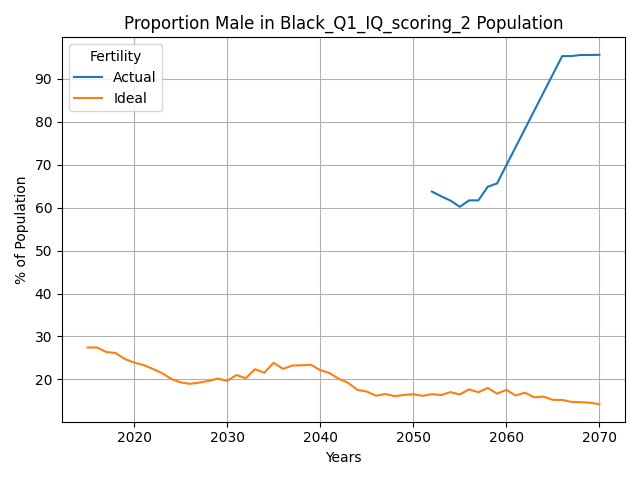 Proportion Male in Black_Q1_IQ_scoring_2 Population
Fertility
Actual
Ideal
% of Population
90
80
70
60
50
40
30
20
2020 2030 2040 2050 2060 2070
Years